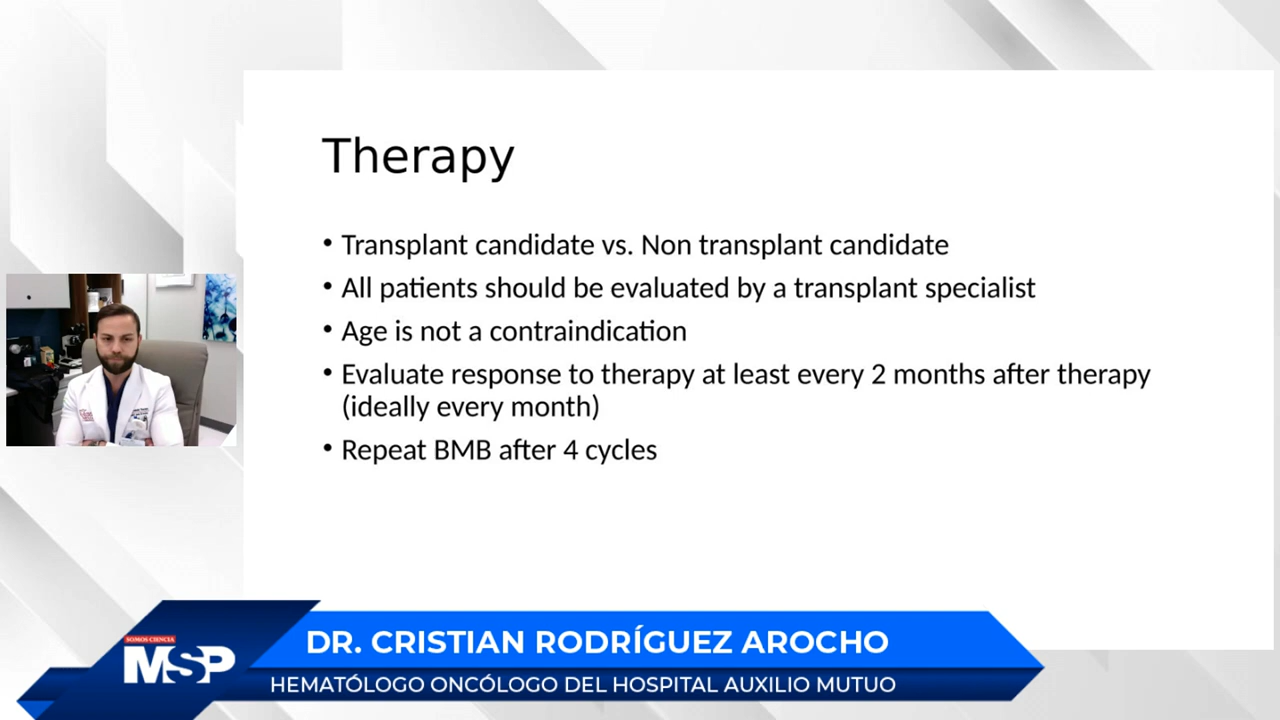 Therapy
• Transplant candidate vs. Non transplant candidate
• All patients should be evaluated by a transplant specialist
• Age is not a contraindication
• Evaluate response to therapy at least every 2 months after therapy
(ideally every month)
• Repeat BMB after 4 cycles
SOMOS CIENCIA
MSP
DR. CRISTIAN RODRÍGUEZ AROCHO
HEMATÓLOGO ONCÓLOGO DEL HOSPITAL AUXILIO MUTUO